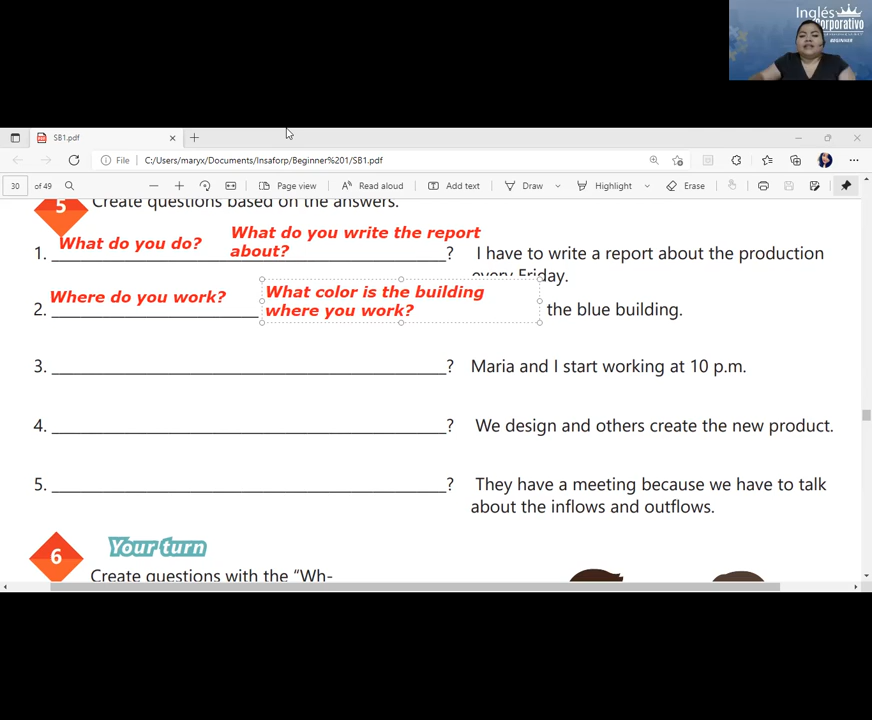 Inglés
Corporativo
BEGINNER
SB1.pdf
File
C:/Users/maryx/Documents/Insaforp/Beginner%201/SB1.pdf
30 of 49
Page view
Read aloud
Add text
Draw
Highlight
Erase
5 Create questions based on the answers.
What do you do? What do you write the report
about?
1. ? I have to write a report about the production
every Friday.
Where do you work? What color is the building
where you work?
2. the blue building.
3. ? Maria and I start working at 10 p.m.
4. ? We design and others create the new product.
5. ? They have a meeting because we have to talk
about the inflows and outflows.
6 Your turn
Create questions with the “Wh-